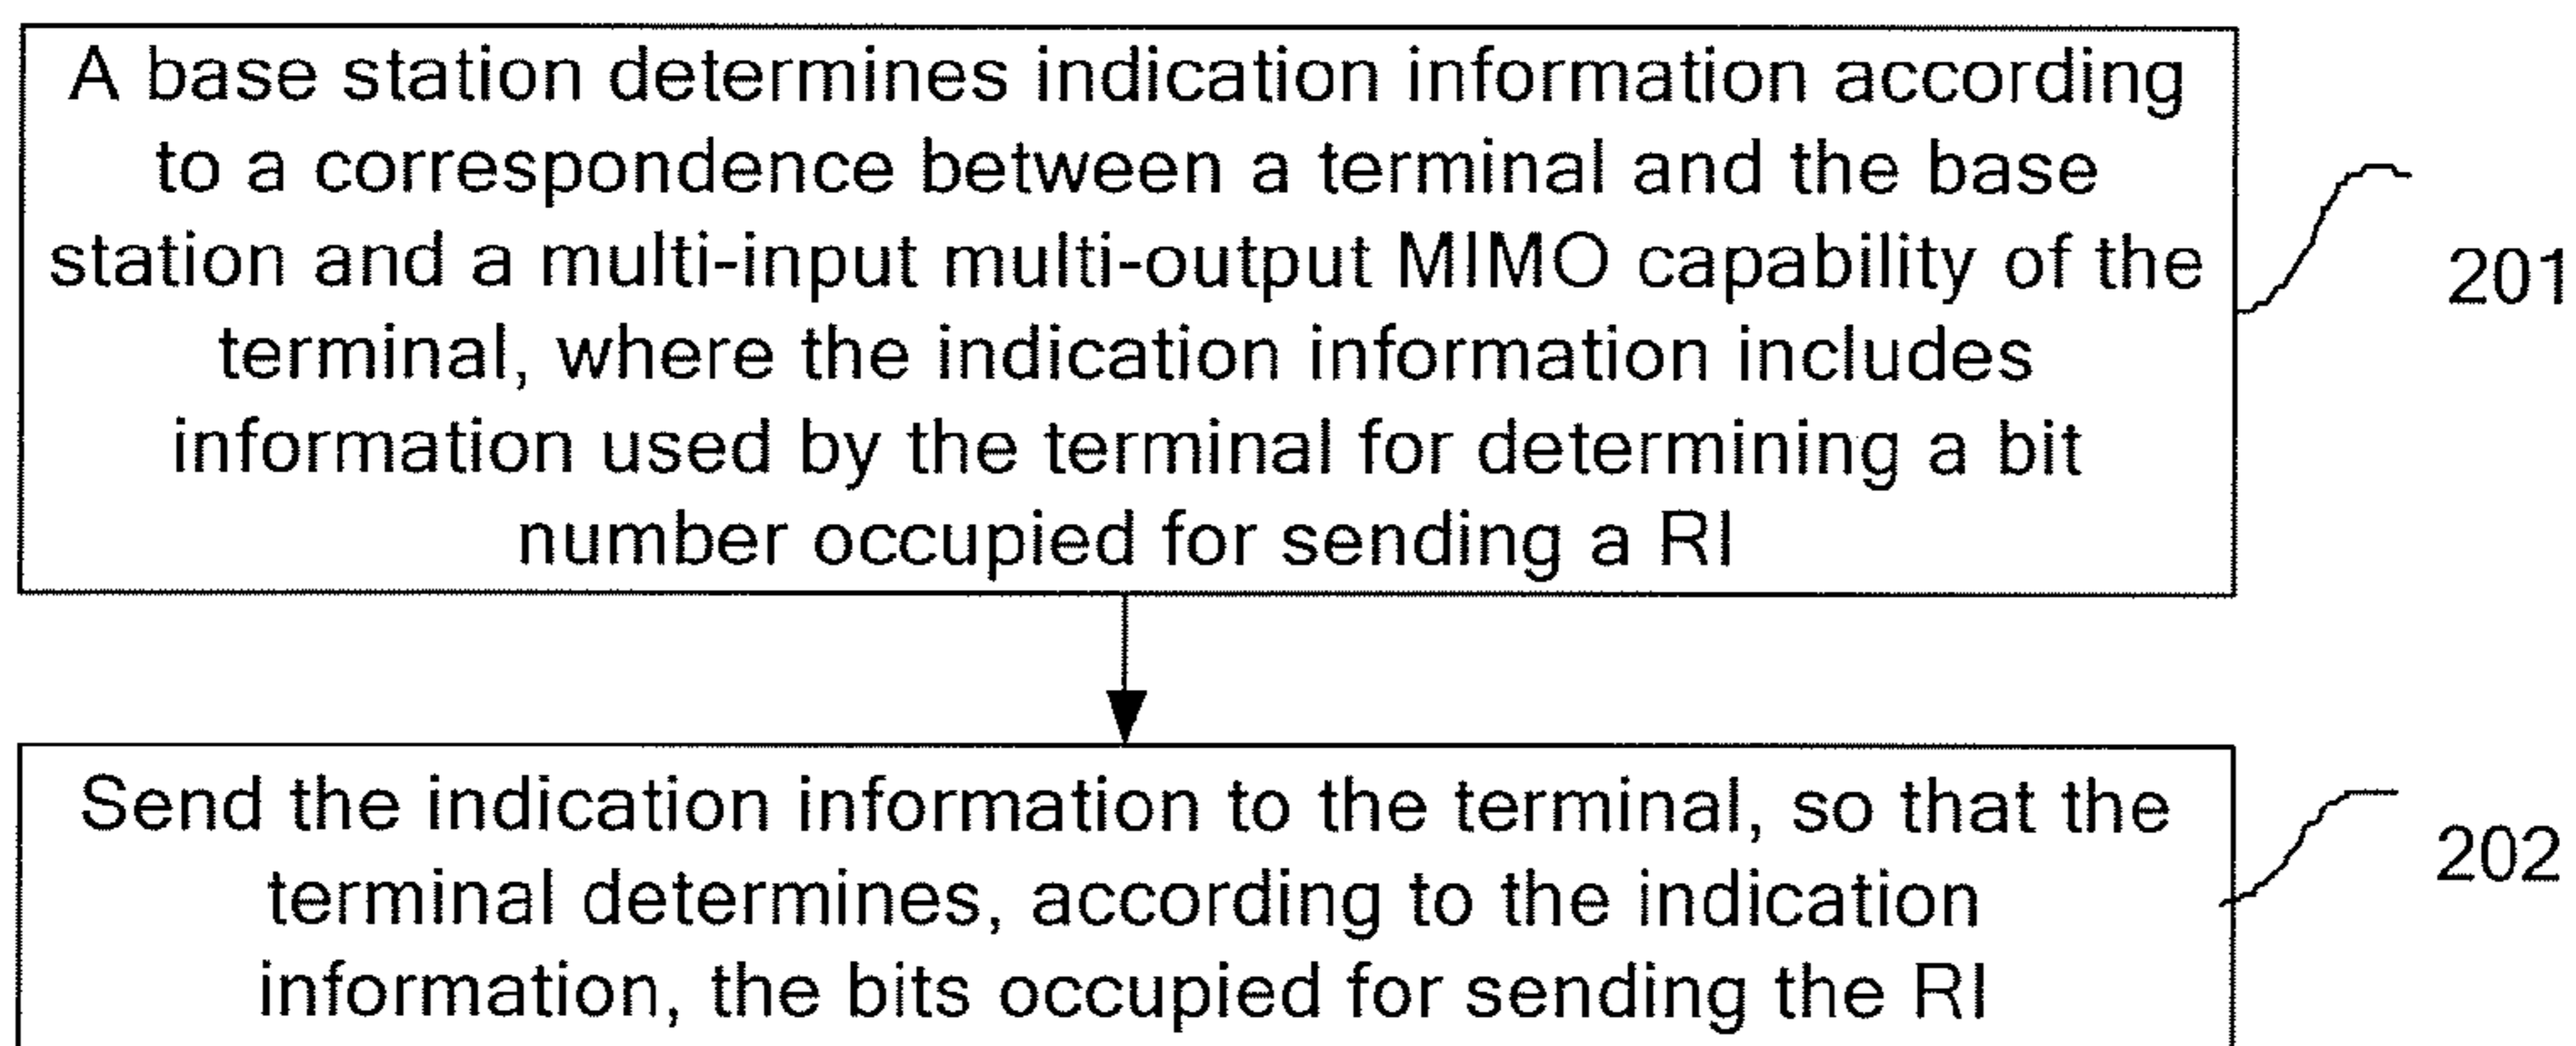 A base station determines indication information according
to a correspondence between a terminal and the base
station and a multi-input multi-output MIMO capability of the
terminal, where the indication information includes
information used by the terminal for determining a bit
number occupied for sending a RI
201
Send the indication information to the terminal, so that the
terminal determines, according to the indication
information, the bits occupied for sending the RI
202